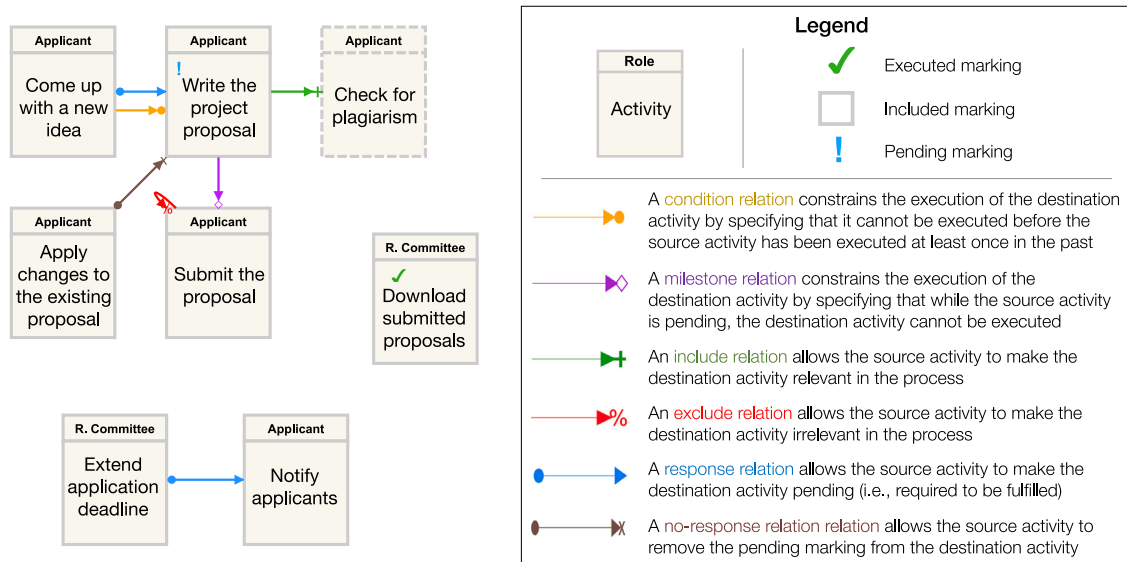 Applicant
Come up
with a new
idea
Applicant
!
Write the
project
proposal
Applicant
Check for
plagiarism
Applicant
Apply
changes to
the existing
proposal
%
Applicant
Submit the
proposal
R. Committee
Download
submitted
proposals
R. Committee
Extend
application
deadline
Applicant
Notify
applicants
Legend
Role
Activity
Executed marking
Included marking
!
Pending marking
A condition relation constrains the execution of the destination
activity by specifying that it cannot be executed before the
source activity has been executed at least once in the past
A milestone relation constrains the execution of the
destination activity by specifying that while the source activity
is pending, the destination activity cannot be executed
An include relation allows the source activity to make the
destination activity relevant in the process
%
An exclude relation allows the source activity to make the
destination activity irrelevant in the process
A response relation allows the source activity to make the
destination activity pending (i.e., required to be fulfilled)
A no-response relation relation allows the source activity to
remove the pending marking from the destination activity